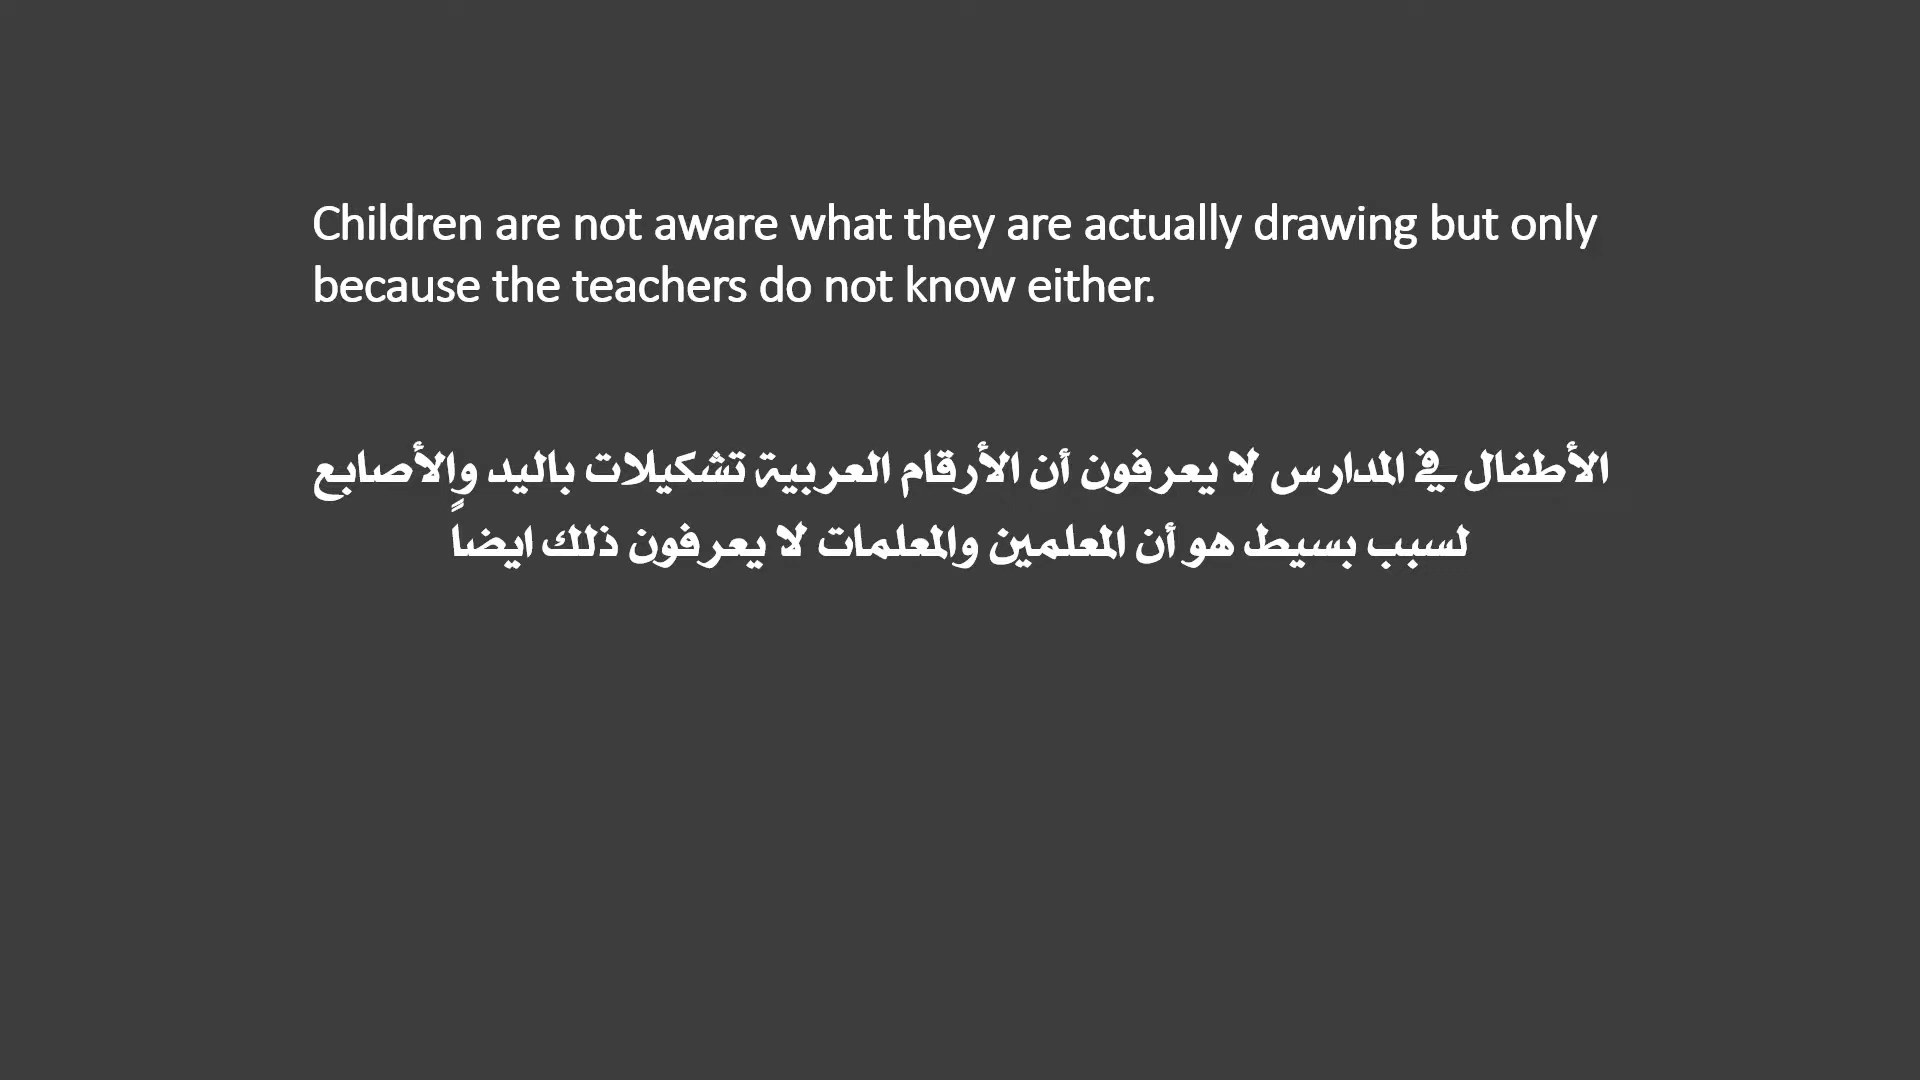 Children are not aware what they are actually drawing but only
because the teachers do not know either.
الأطفال في المدارس لا يعرفون أن الأرقام العربية تشكيلات باليد والأصابع
لسببٍ بسيط هو أن المعلمين والمعلمات لا يعرفون ذلك ايضاً